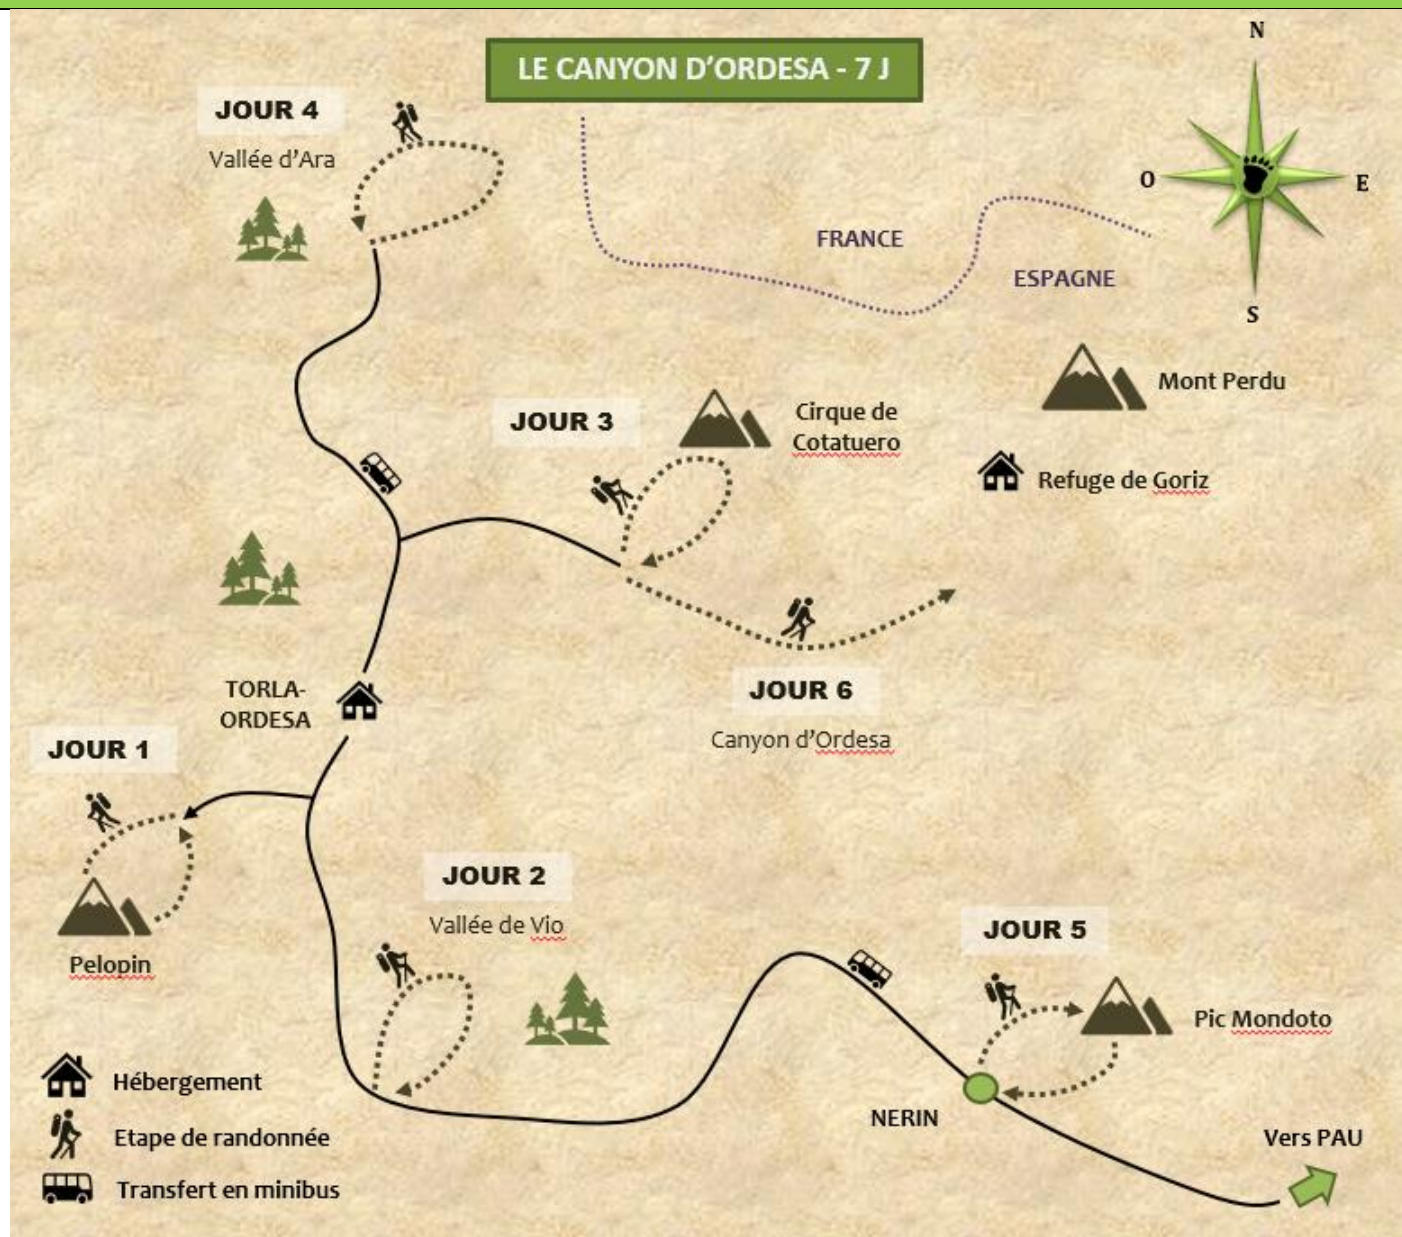 LE CANYON D'ORDESA - 7 J
N
O
E
S
JOUR 4
Vallée d'Ara
FRANCE
ESPAGNE
Mont Perdu
JOUR 3
Cirque de
Cotatuero
Refuge de Goriz
TORLA-
ORDESA
JOUR 6
Canyon d'Ordesa
JOUR 1
Pelopin
JOUR 2
Vallée de Vio
JOUR 5
Pic Mondoto
NERIN
Vers PAU
Hébergement
Etape de randonnée
Transfert en minibus